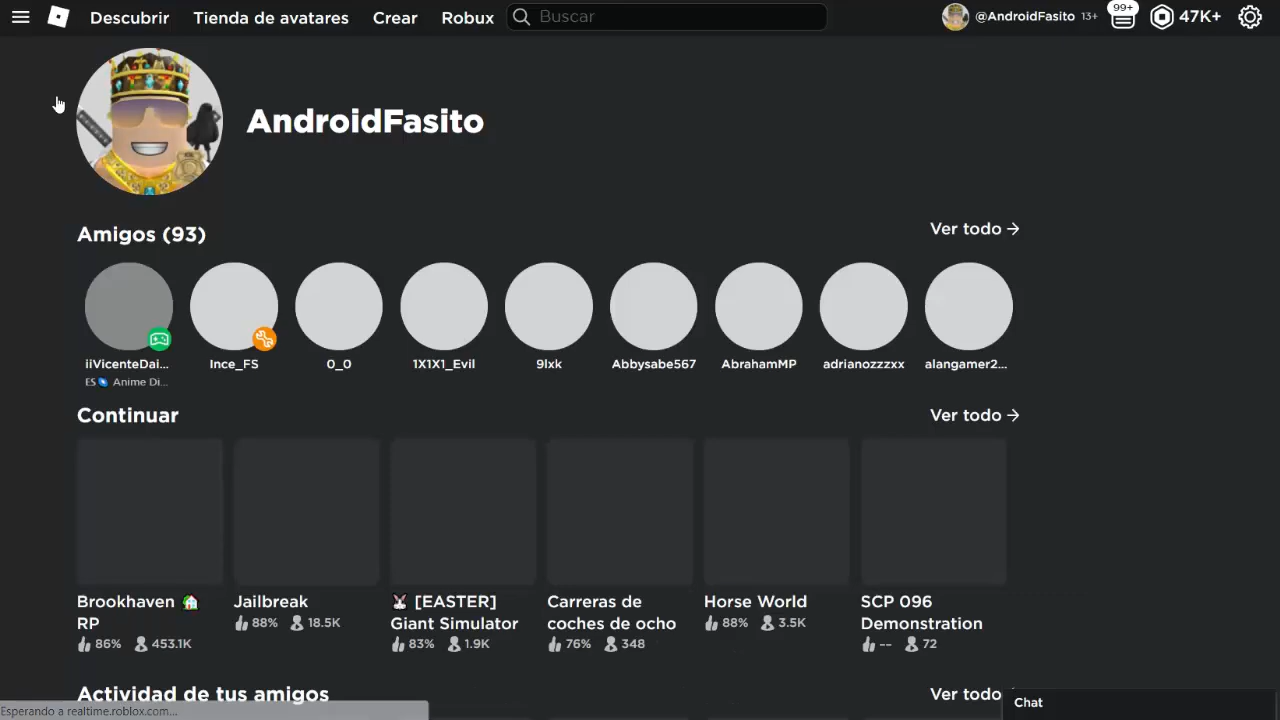 Descubrir Tienda de avatares Crear Robux Buscar @AndroidFasito 13+ 99+ 47K+
AndroidFasito
Amigos (93) Ver todo →
iiVicenteDai... Ince_FS 0_0 1X1X1_Evil 9lxk Abbysabe567 AbrahamMP adrianozzzxx alangamer2...
ES Anime Di...
Continuar Ver todo →
Brookhaven 🏡 Jailbreak 🐰 [EASTER] Carreras de Horse World SCP 096
RP 88% 18.5K Giant Simulator coches de ocho 88% 3.5K Demonstration
86% 453.1K 83% 1.9K 76% 348 -- 72
Actividad de tus amigos Ver todo
Chat
Esperando a realtime.roblox.com...